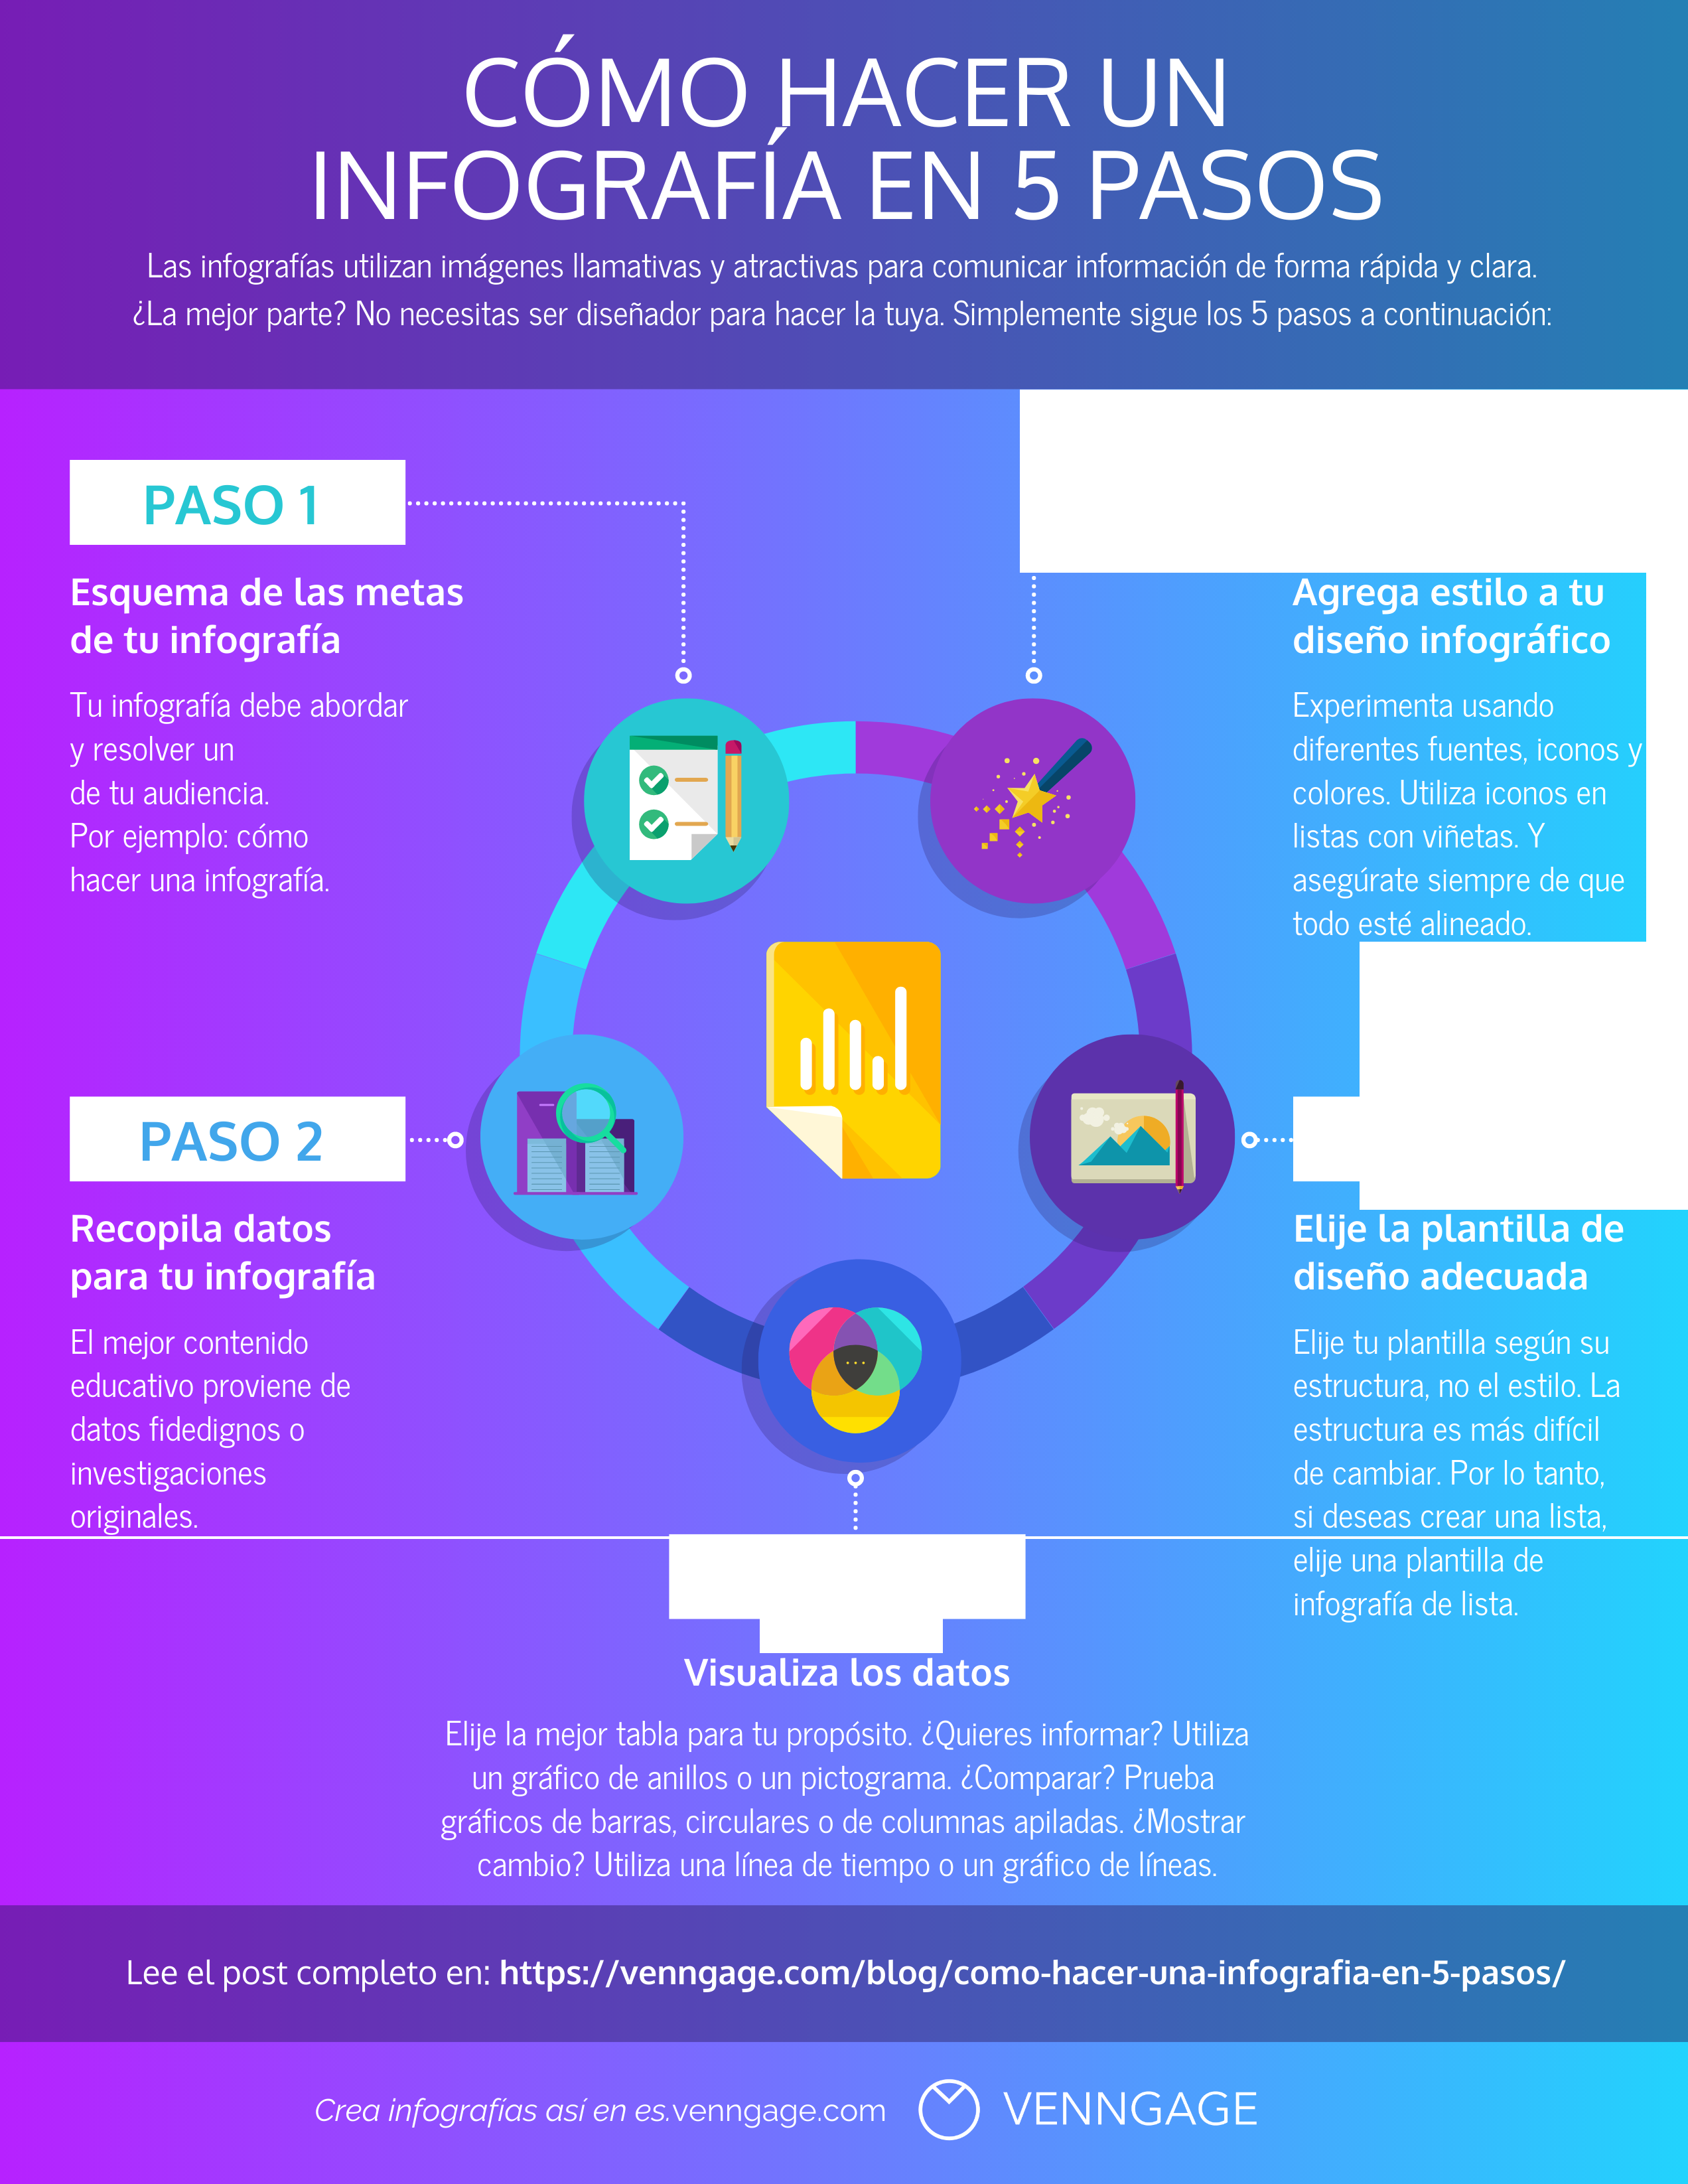 CÓMO HACER UN
INFOGRAFÍA EN 5 PASOS
Las infografías utilizan imágenes llamativas y atractivas para comunicar información de forma rápida y clara.
¿La mejor parte? No necesitas ser diseñador para hacer la tuya. Simplemente sigue los 5 pasos a continuación:
PASO 1
Esquema de las metas
de tu infografía
Tu infografía debe abordar
y resolver un
de tu audiencia.
Por ejemplo: cómo
hacer una infografía.
PASO 2
Recopila datos
para tu infografía
El mejor contenido
educativo proviene de
datos fidedignos o
investigaciones
originales.
Visualiza los datos
Elije la mejor tabla para tu propósito. ¿Quieres informar? Utiliza
un gráfico de anillos o un pictograma. ¿Comparar? Prueba
gráficos de barras, circulares o de columnas apiladas. ¿Mostrar
cambio? Utiliza una línea de tiempo o un gráfico de líneas.
Elije la plantilla de
diseño adecuada
Elije tu plantilla según su
estructura, no el estilo. La
estructura es más difícil
de cambiar. Por lo tanto,
si deseas crear una lista,
elije una plantilla de
infografía de lista.
Agrega estilo a tu
diseño infográfico
Experimenta usando
diferentes fuentes, iconos y
colores. Utiliza iconos en
listas con viñetas. Y
asegúrate siempre de que
todo esté alineado.
Lee el post completo en: https://venngage.com/blog/como-hacer-una-infografia-en-5-pasos/
Crea infografías así en es.venngage.com
VENNGAGE